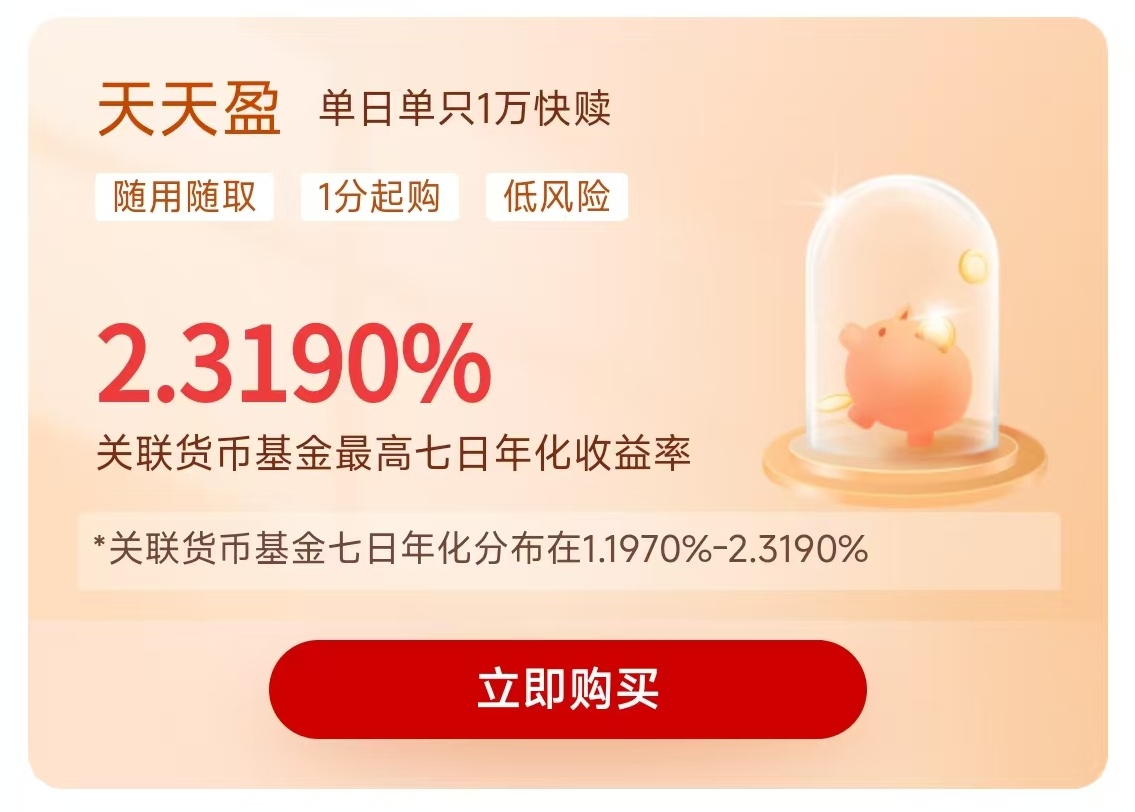 天天盈 单日单只1万快赎
随用随取 1分起购 低风险
2.3190%
关联货币基金最高七日年化收益率
*关联货币基金七日年化分布在1.1970%-2.3190%
立即购买